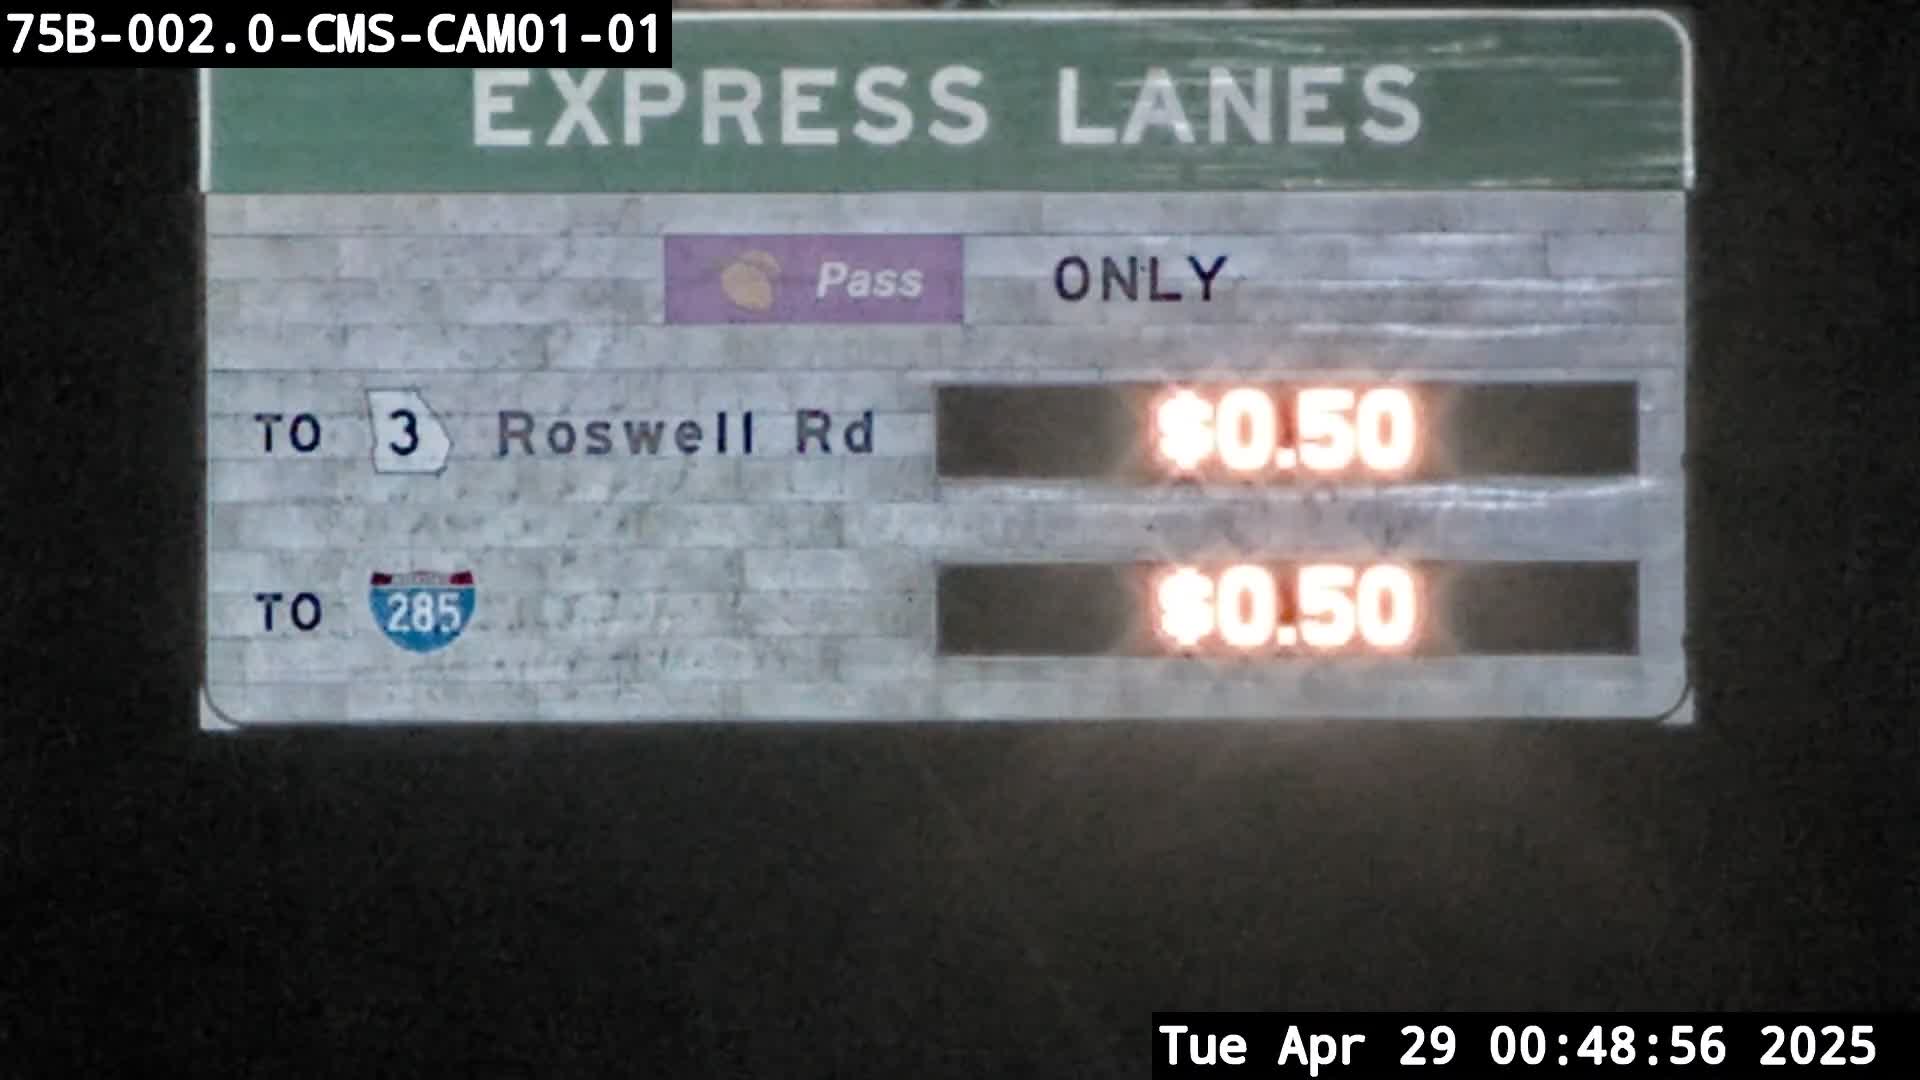 75B-002.0-CMS-CAM01-01
EXPRESS LANES
Pass ONLY
TO 3 Roswell Rd $0.50
TO 285 $0.50
Tue Apr 29 00:48:56 2025